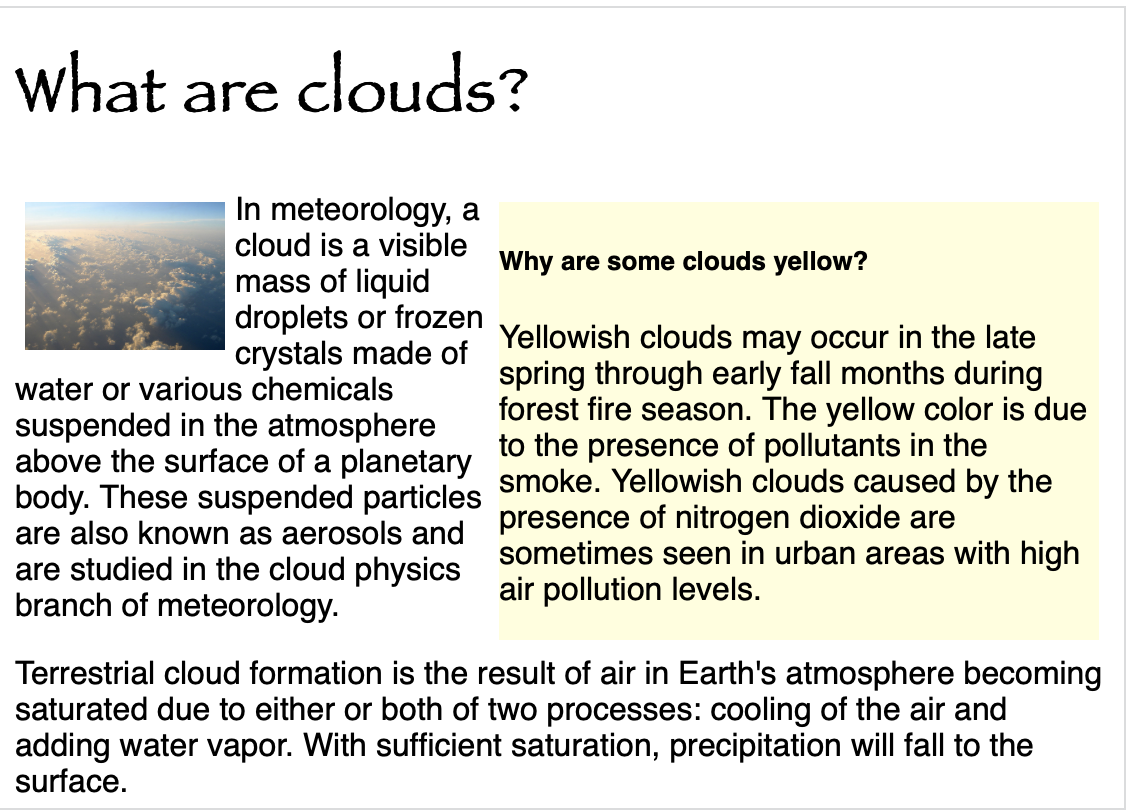 What are clouds?
In meteorology, a
cloud is a visible
mass of liquid
droplets or frozen
crystals made of
water or various chemicals
suspended in the atmosphere
above the surface of a planetary
body. These suspended particles
are also known as aerosols and
are studied in the cloud physics
branch of meteorology.
Why are some clouds yellow?
Yellowish clouds may occur in the late
spring through early fall months during
forest fire season. The yellow color is due
to the presence of pollutants in the
smoke. Yellowish clouds caused by the
presence of nitrogen dioxide are
sometimes seen in urban areas with high
air pollution levels.
Terrestrial cloud formation is the result of air in Earth's atmosphere becoming
saturated due to either or both of two processes: cooling of the air and
adding water vapor. With sufficient saturation, precipitation will fall to the
surface.